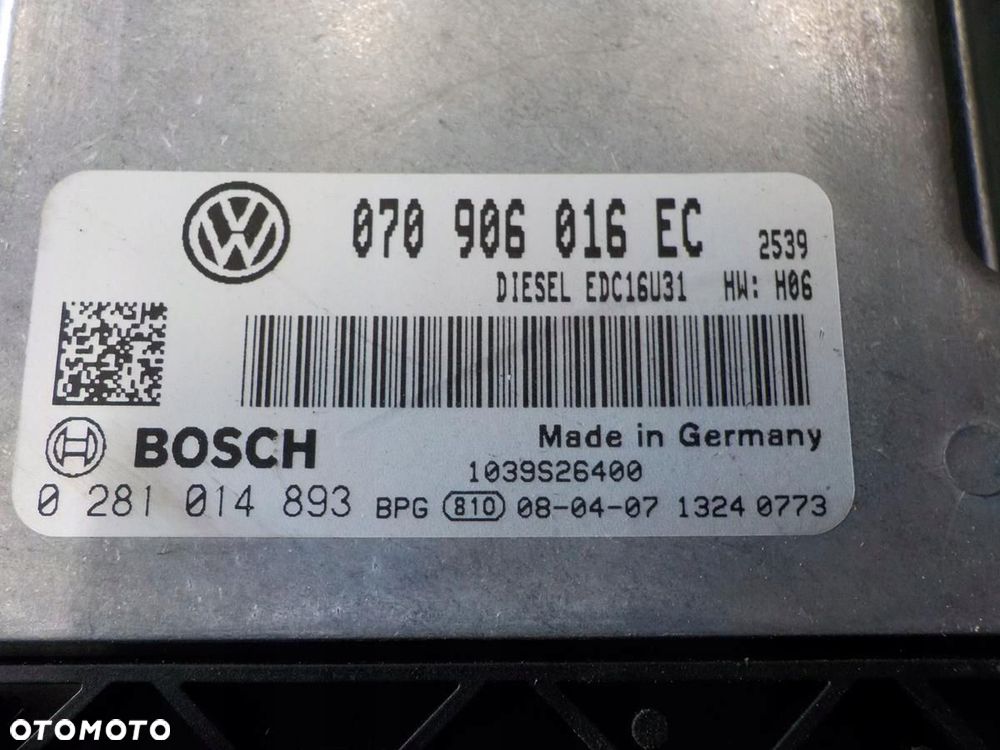 070 906 016 EC 2539
DIESEL EDC16U31 HW: H06
BOSCH
Made in Germany
1039S26400
0 281 014 893 BPG 810 08-04-07 1324 0773
OTOMOTO